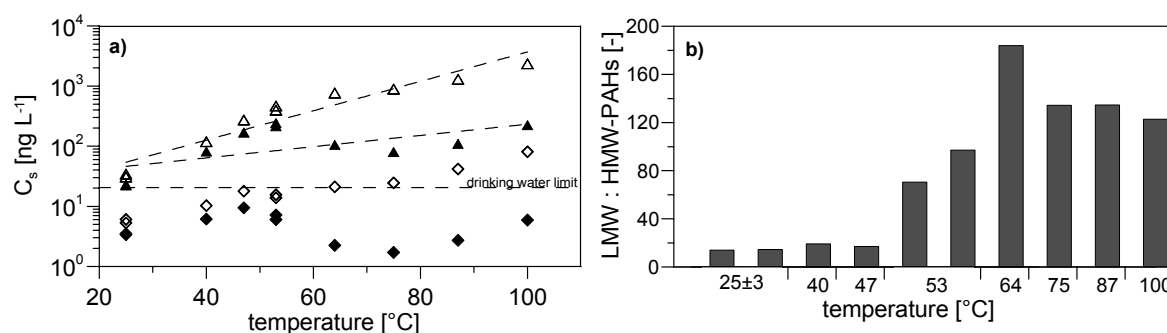 a)
10⁴
10³
10²
10¹
10⁰
C_s [ng L⁻¹]
drinking water limit
20 40 60 80 100
temperature [°C]
b)
200
160
120
80
40
0
LMW : HMW-PAHs [-]
25±3 40 47 53 64 75 87 100
temperature [°C]